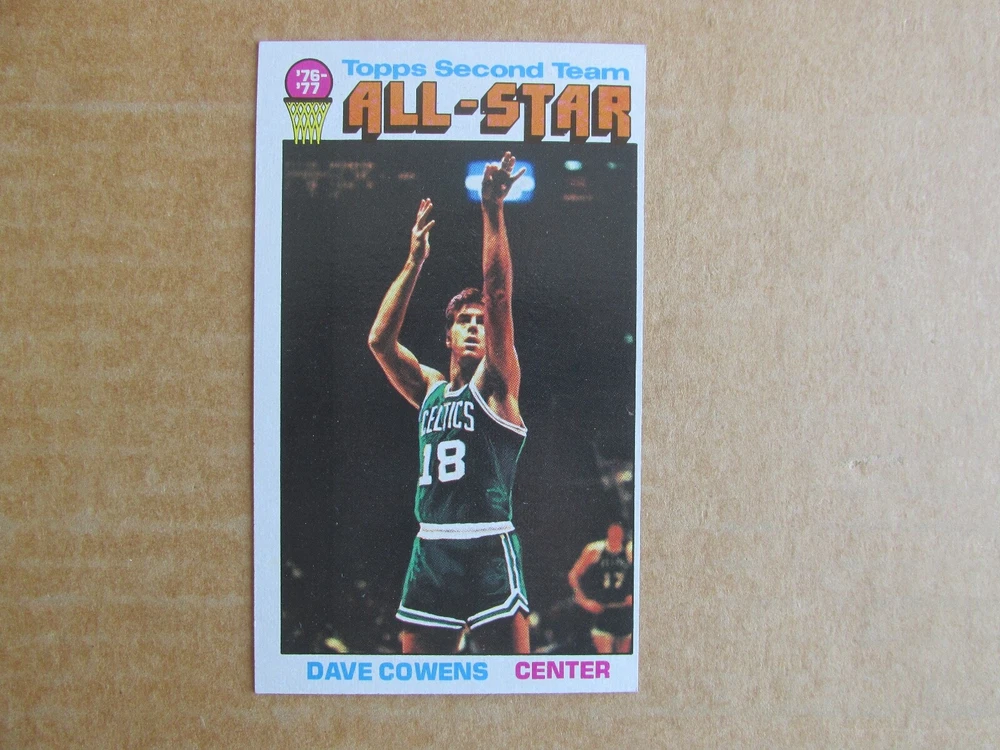 '76-
'77
Topps Second Team
ALL-STAR
CELTICS
18
DAVE COWENS CENTER